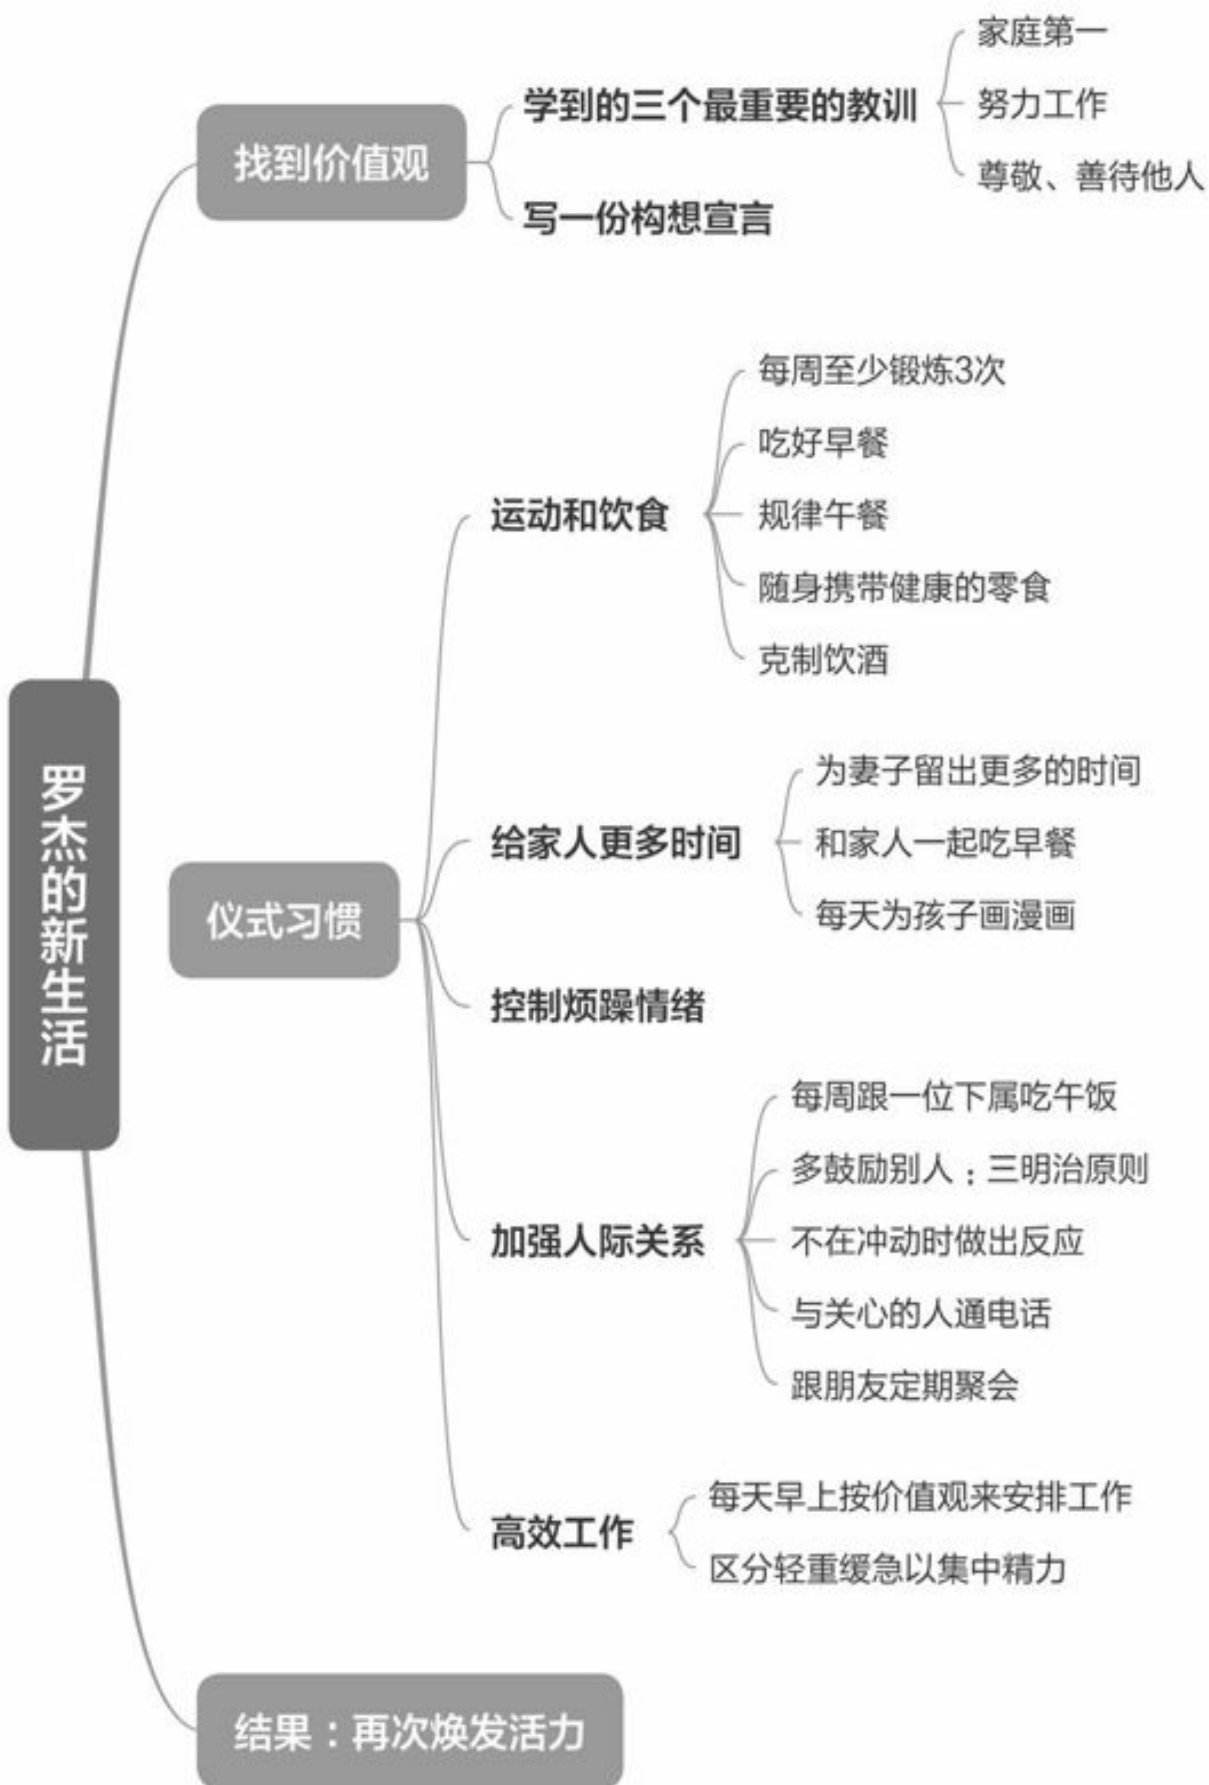 罗杰的新生活
找到价值观
学到的三个最重要的教训
家庭第一
努力工作
尊敬、善待他人
写一份构想宣言
仪式习惯
运动和饮食
每周至少锻炼3次
吃好早餐
规律午餐
随身携带健康的零食
克制饮酒
给家人更多时间
为妻子留出更多的时间
和家人一起吃早餐
每天为孩子画漫画
控制烦躁情绪
加强人际关系
每周跟一位下属吃午饭
多鼓励别人：三明治原则
不在冲动时做出反应
与关心的人通电话
跟朋友定期聚会
高效工作
每天早上按价值观来安排工作
区分轻重缓急以集中精力
结果：再次焕发活力